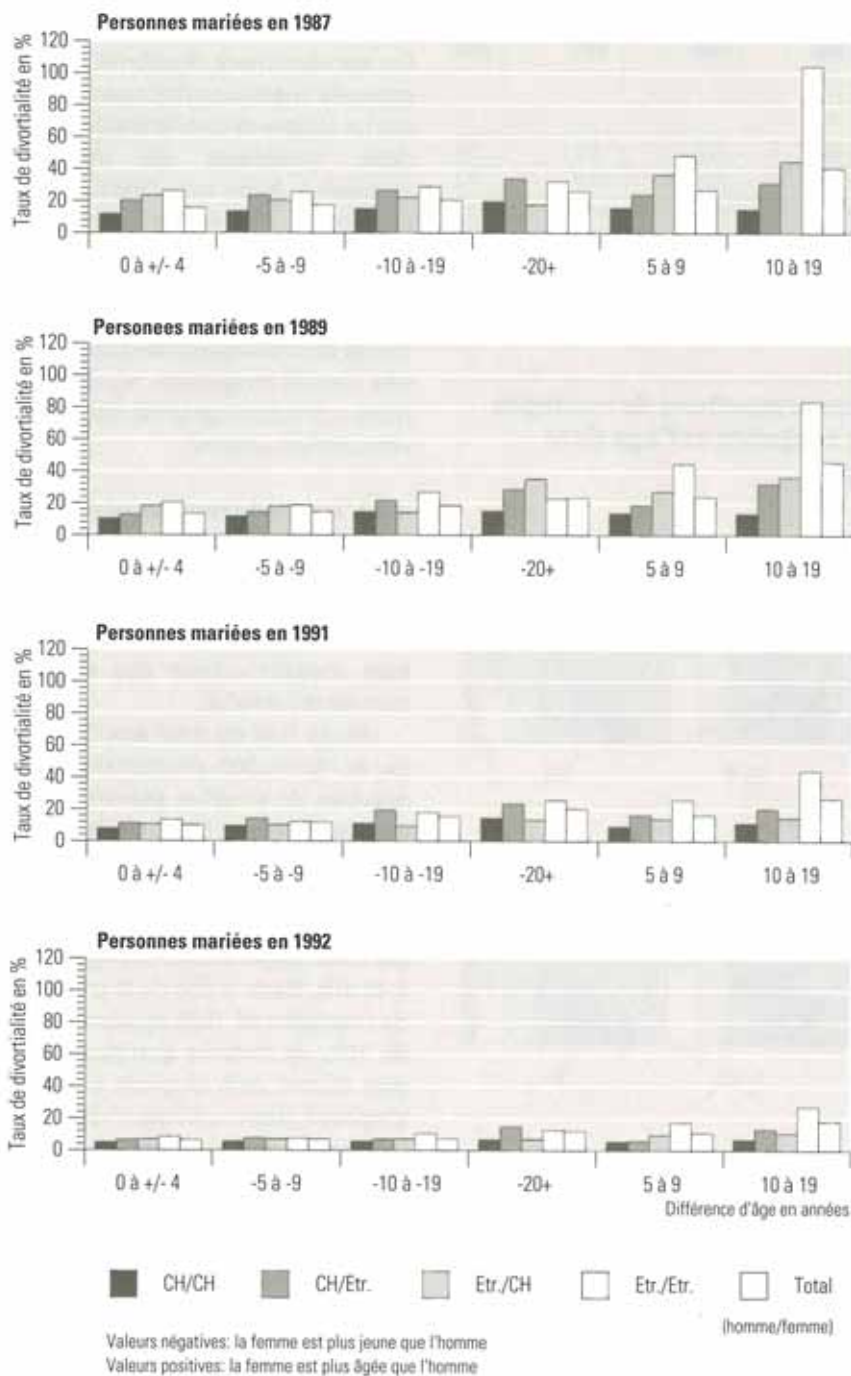 Personnes mariées en 1987
Taux de divortialité en %
120
100
80
60
40
20
0
0 à +/- 4 -5 à -9 -10 à -19 -20+ 5 à 9 10 à 19
Personees mariées en 1989
Taux de divortialité en %
120
100
80
60
40
20
0
0 à +/- 4 -5 à -9 -10 à -19 -20+ 5 à 9 10 à 19
Personnes mariées en 1991
Taux de divortialité en %
120
100
80
60
40
20
0
0 à +/- 4 -5 à -9 -10 à -19 -20+ 5 à 9 10 à 19
Personnes mariées en 1992
Taux de divortialité en %
120
100
80
60
40
20
0
0 à +/- 4 -5 à -9 -10 à -19 -20+ 5 à 9 10 à 19
Différence d'âge en années
CH/CH CH/Etr. Etr./CH Etr./Etr. Total
(homme/femme)
Valeurs négatives: la femme est plus jeune que l'homme
Valeurs positives: la femme est plus âgée que l'homme